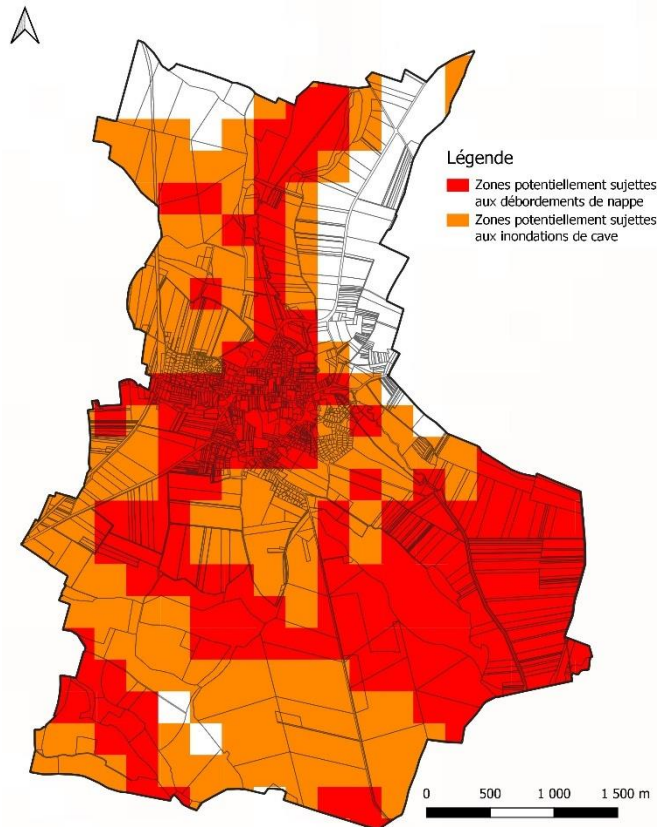 Légende
Zones potentiellement sujettes
aux débordements de nappe
Zones potentiellement sujettes
aux inondations de cave
0 500 1 000 1 500 m